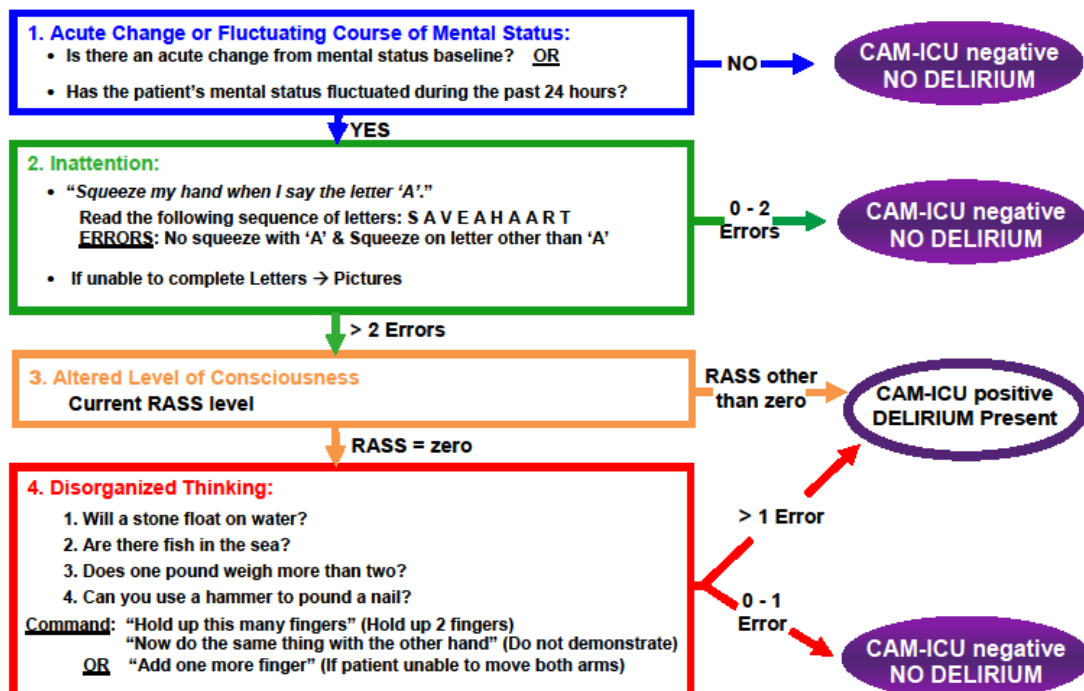 1. Acute Change or Fluctuating Course of Mental Status:
• Is there an acute change from mental status baseline? OR
• Has the patient's mental status fluctuated during the past 24 hours?
NO
CAM-ICU negative
NO DELIRIUM
YES
2. Inattention:
• “Squeeze my hand when I say the letter ‘A’.”
Read the following sequence of letters: S A V E A H A A R T
ERRORS: No squeeze with ‘A’ & Squeeze on letter other than ‘A’
• If unable to complete Letters → Pictures
0 - 2
Errors
CAM-ICU negative
NO DELIRIUM
> 2 Errors
3. Altered Level of Consciousness
Current RASS level
RASS other
than zero
CAM-ICU positive
DELIRIUM Present
RASS = zero
4. Disorganized Thinking:
1. Will a stone float on water?
2. Are there fish in the sea?
3. Does one pound weigh more than two?
4. Can you use a hammer to pound a nail?
Command: “Hold up this many fingers” (Hold up 2 fingers)
“Now do the same thing with the other hand” (Do not demonstrate)
OR “Add one more finger” (If patient unable to move both arms)
> 1 Error
0 - 1
Error
CAM-ICU negative
NO DELIRIUM